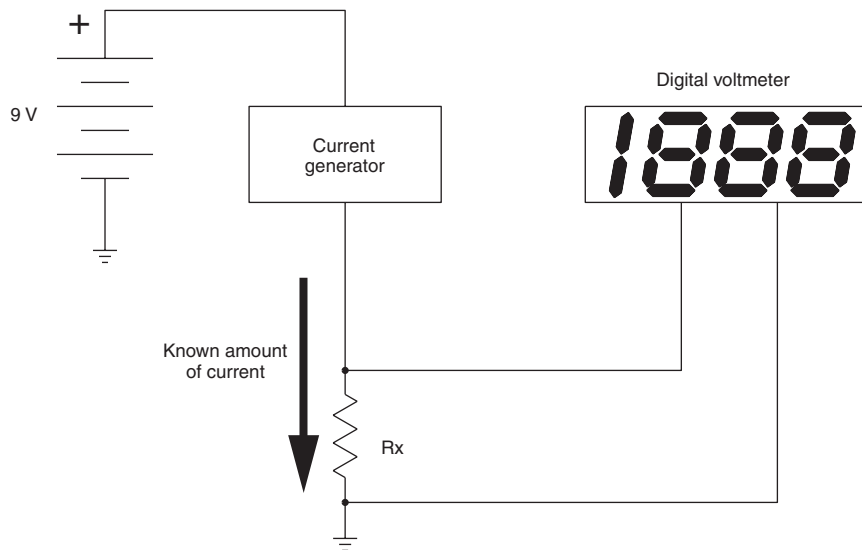 +
9 V
Current
generator
Digital voltmeter
1888
Known amount
of current
Rx